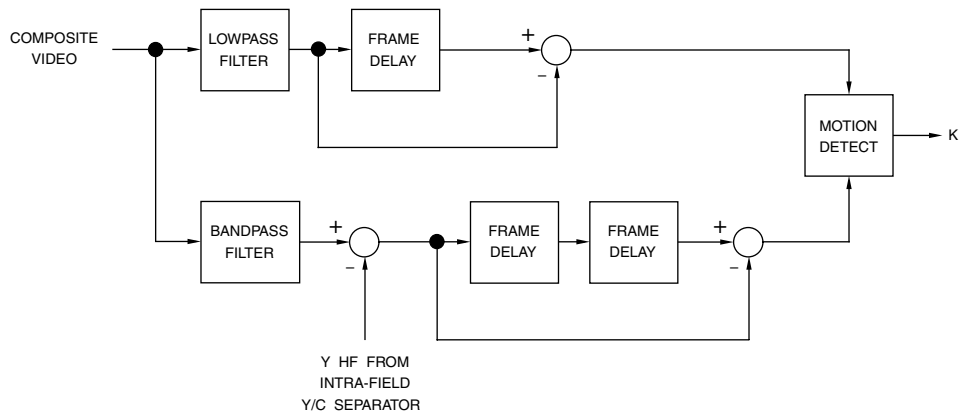 COMPOSITE
VIDEO
LOWPASS
FILTER
FRAME
DELAY
+
–
MOTION
DETECT
K
BANDPASS
FILTER
+
–
FRAME
DELAY
FRAME
DELAY
+
–
Y HF FROM
INTRA-FIELD
Y/C SEPARATOR